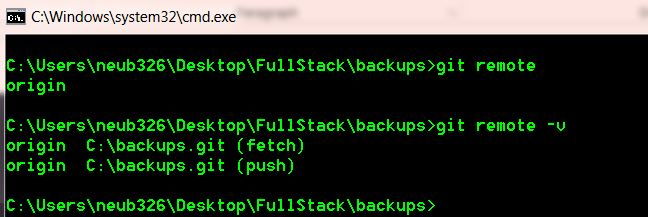 C:\Windows\system32\cmd.exe
C:\Users\neub326\Desktop\FullStack\backups>git remote
origin
C:\Users\neub326\Desktop\FullStack\backups>git remote -v
origin  C:\backups.git (fetch)
origin  C:\backups.git (push)
C:\Users\neub326\Desktop\FullStack\backups>